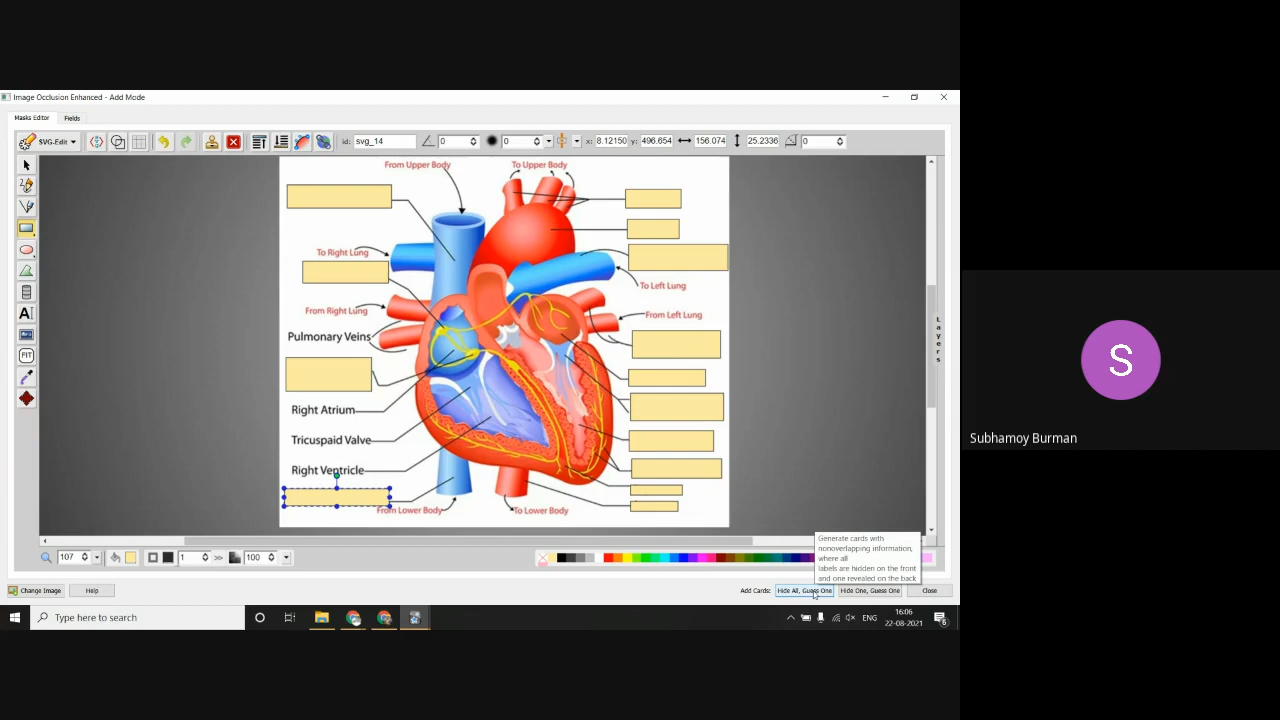 Image Occlusion Enhanced - Add Mode
Masks Editor
Fields
SVG-Edit
id: svg_14
0
0
x: 8.12150 y: 496.654
156.074
25.2336
0
From Upper Body
To Upper Body
To Right Lung
To Left Lung
From Right Lung
From Left Lung
Pulmonary Veins
Right Atrium
Tricuspaid Valve
Right Ventricle
From Lower Body
To Lower Body
Layers
A
FIT
107
1
>>
100
Generate cards with
nonoverlapping information,
where all
labels are hidden on the front
and one revealed on the back
Change Image
Help
Add Cards:
Hide All, Guess One
Hide One, Guess One
Close
Type here to search
ENG
16:06
22-08-2021
6
S
Subhamoy Burman